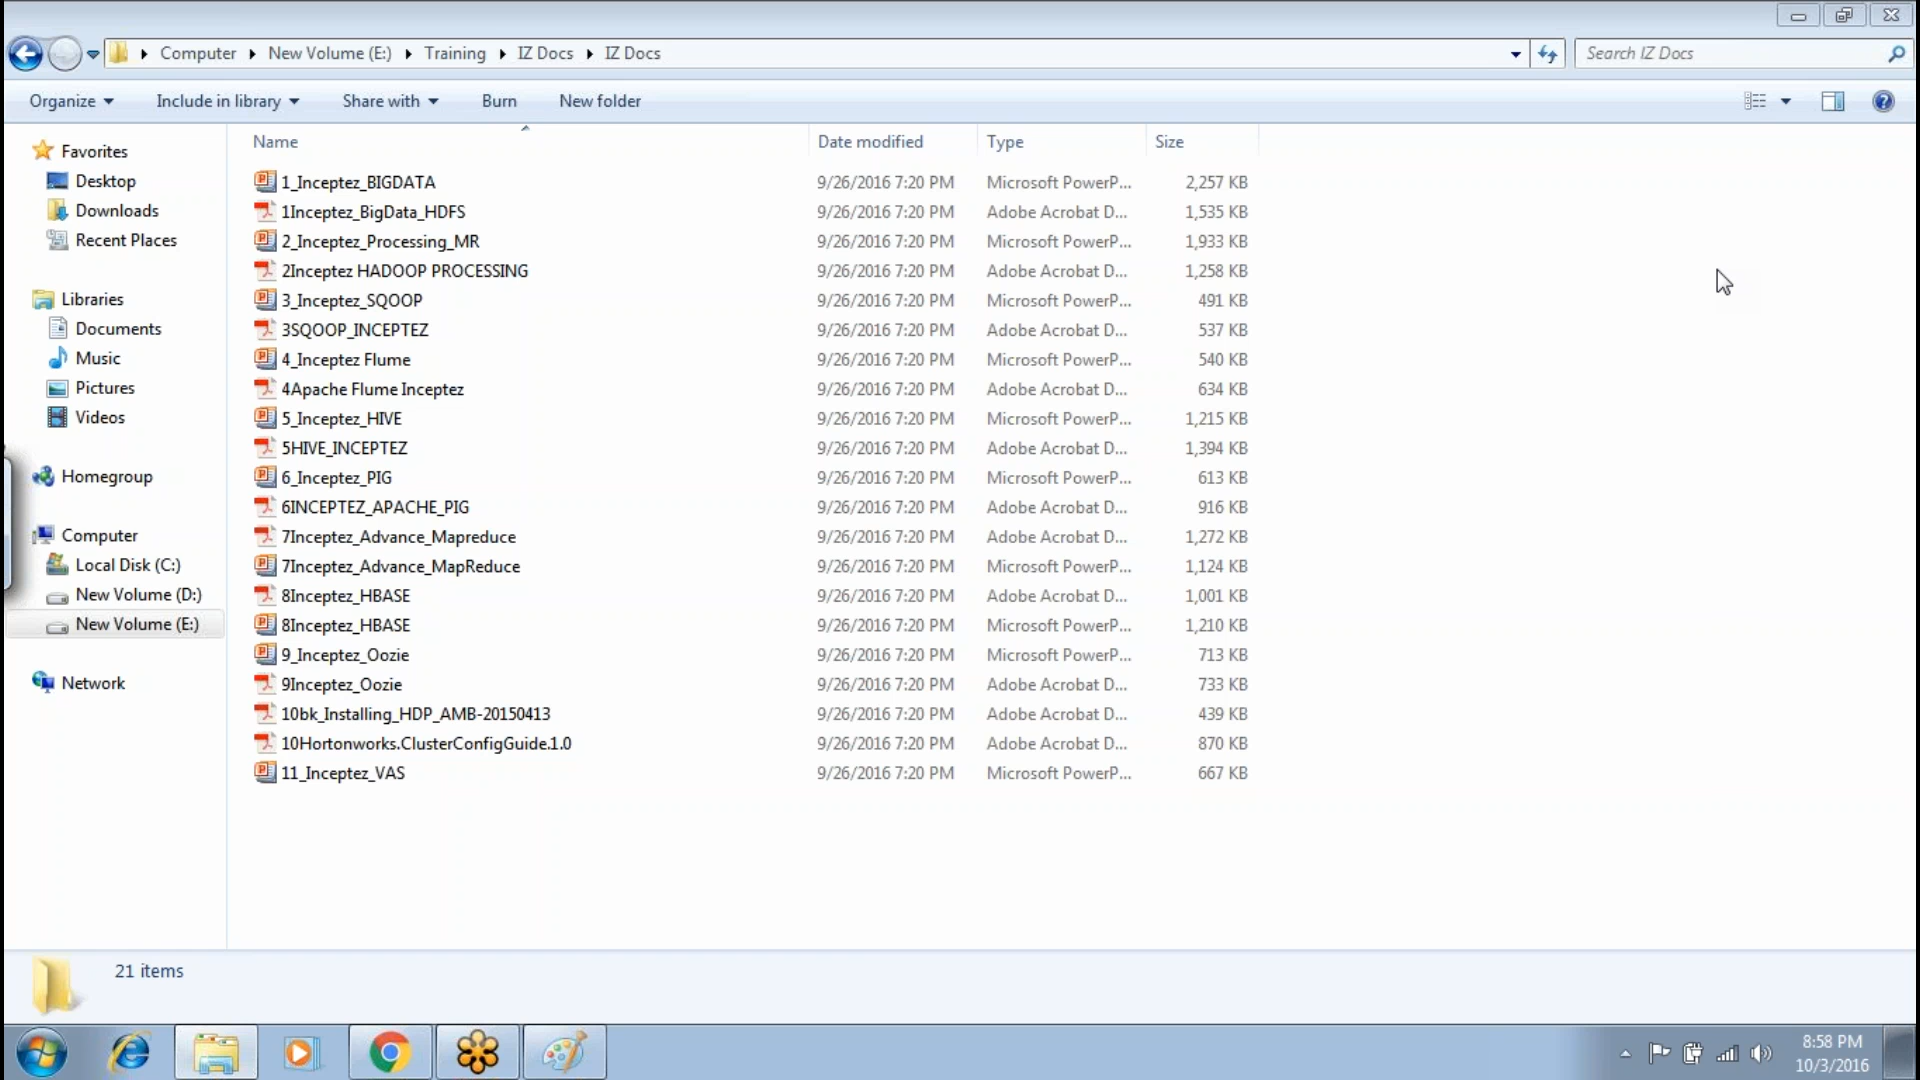 Computer New Volume (E:) Training IZ Docs IZ Docs Search IZ Docs
Organize Include in library Share with Burn New folder
Name Date modified Type Size
Favorites
Desktop
Downloads
Recent Places
Libraries
Documents
Music
Pictures
Videos
Homegroup
Computer
Local Disk (C:)
New Volume (D:)
New Volume (E:)
Network
1_Inceptez_BIGDATA 9/26/2016 7:20 PM Microsoft PowerP... 2,257 KB
1Inceptez_BigData_HDFS 9/26/2016 7:20 PM Adobe Acrobat D... 1,535 KB
2_Inceptez_Processing_MR 9/26/2016 7:20 PM Microsoft PowerP... 1,933 KB
2Inceptez HADOOP PROCESSING 9/26/2016 7:20 PM Adobe Acrobat D... 1,258 KB
3_Inceptez_SQOOP 9/26/2016 7:20 PM Microsoft PowerP... 491 KB
3SQOOP_INCEPTEZ 9/26/2016 7:20 PM Adobe Acrobat D... 537 KB
4_Inceptez Flume 9/26/2016 7:20 PM Microsoft PowerP... 540 KB
4Apache Flume Inceptez 9/26/2016 7:20 PM Adobe Acrobat D... 634 KB
5_Inceptez_HIVE 9/26/2016 7:20 PM Microsoft PowerP... 1,215 KB
5HIVE_INCEPTEZ 9/26/2016 7:20 PM Adobe Acrobat D... 1,394 KB
6_Inceptez_PIG 9/26/2016 7:20 PM Microsoft PowerP... 613 KB
6INCEPTEZ_APACHE_PIG 9/26/2016 7:20 PM Adobe Acrobat D... 916 KB
7Inceptez_Advance_Mapreduce 9/26/2016 7:20 PM Adobe Acrobat D... 1,272 KB
7Inceptez_Advance_MapReduce 9/26/2016 7:20 PM Microsoft PowerP... 1,124 KB
8Inceptez_HBASE 9/26/2016 7:20 PM Adobe Acrobat D... 1,001 KB
8Inceptez_HBASE 9/26/2016 7:20 PM Microsoft PowerP... 1,210 KB
9_Inceptez_Oozie 9/26/2016 7:20 PM Microsoft PowerP... 713 KB
9Inceptez_Oozie 9/26/2016 7:20 PM Adobe Acrobat D... 733 KB
10bk_Installing_HDP_AMB-20150413 9/26/2016 7:20 PM Adobe Acrobat D... 439 KB
10Hortonworks.ClusterConfigGuide.1.0 9/26/2016 7:20 PM Adobe Acrobat D... 870 KB
11_Inceptez_VAS 9/26/2016 7:20 PM Microsoft PowerP... 667 KB
21 items
8:58 PM
10/3/2016